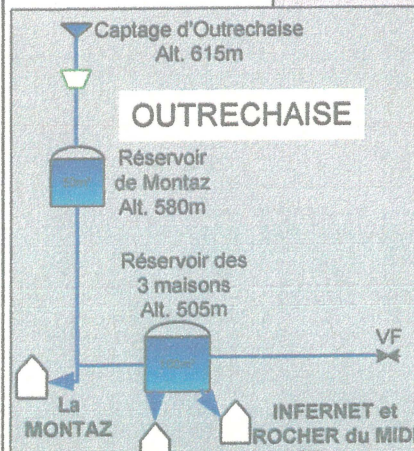 Captage d'Outrechaise
Alt. 615m
OUTRECHAISE
Réservoir
de Montaz
Alt. 580m
Réservoir des
3 maisons
Alt. 505m
VF
La
MONTAZ
INFERNET et
ROCHER du MIDI